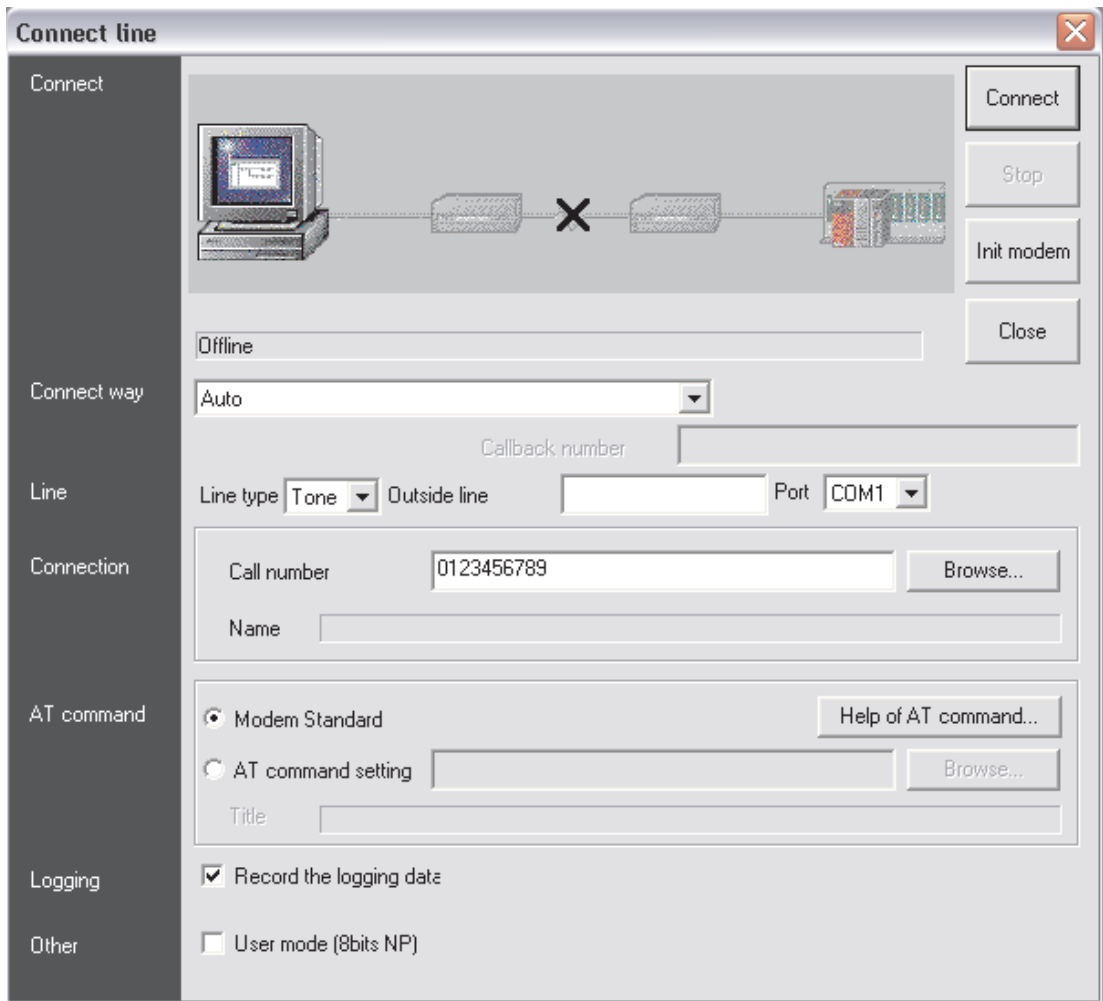 Connect line
Connect
Connect
Stop
Init modem
Close
Offline
Connect way
Auto
Callback number
Line
Line type Tone Outside line Port COM1
Connection
Call number 0123456789 Browse...
Name
AT command
Modem Standard Help of AT command...
AT command setting Browse...
Title
Logging
Record the logging data
Other
User mode (8bits NP)